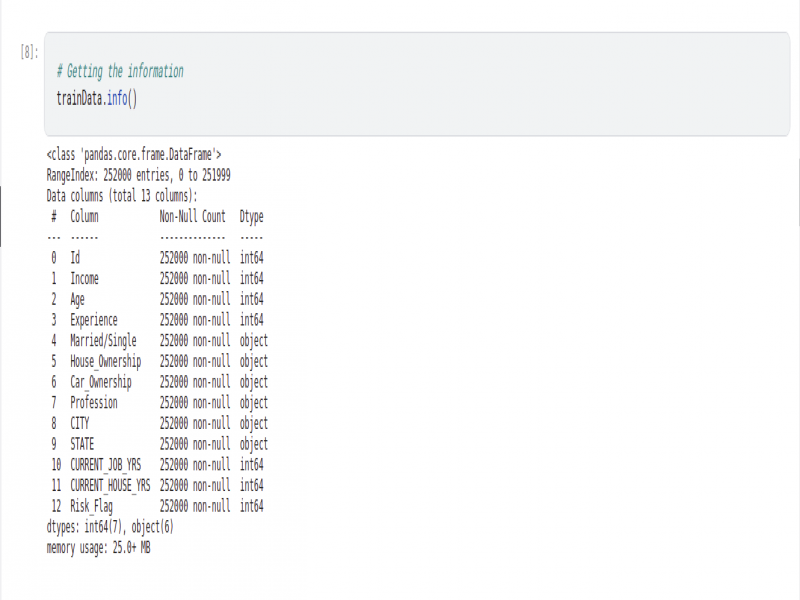 [8]:
# Getting the information
trainData.info()
<class 'pandas.core.frame.DataFrame'>
RangeIndex: 252000 entries, 0 to 251999
Data columns (total 13 columns):
 #   Column             Non-Null Count   Dtype
---  ------             --------------   -----
 0   Id                 252000 non-null  int64
 1   Income             252000 non-null  int64
 2   Age                252000 non-null  int64
 3   Experience         252000 non-null  int64
 4   Married/Single     252000 non-null  object
 5   House_Ownership    252000 non-null  object
 6   Car_Ownership      252000 non-null  object
 7   Profession         252000 non-null  object
 8   CITY               252000 non-null  object
 9   STATE              252000 non-null  object
 10  CURRENT_JOB_YRS    252000 non-null  int64
 11  CURRENT_HOUSE_YRS  252000 non-null  int64
 12  Risk_Flag          252000 non-null  int64
dtypes: int64(7), object(6)
memory usage: 25.0+ MB